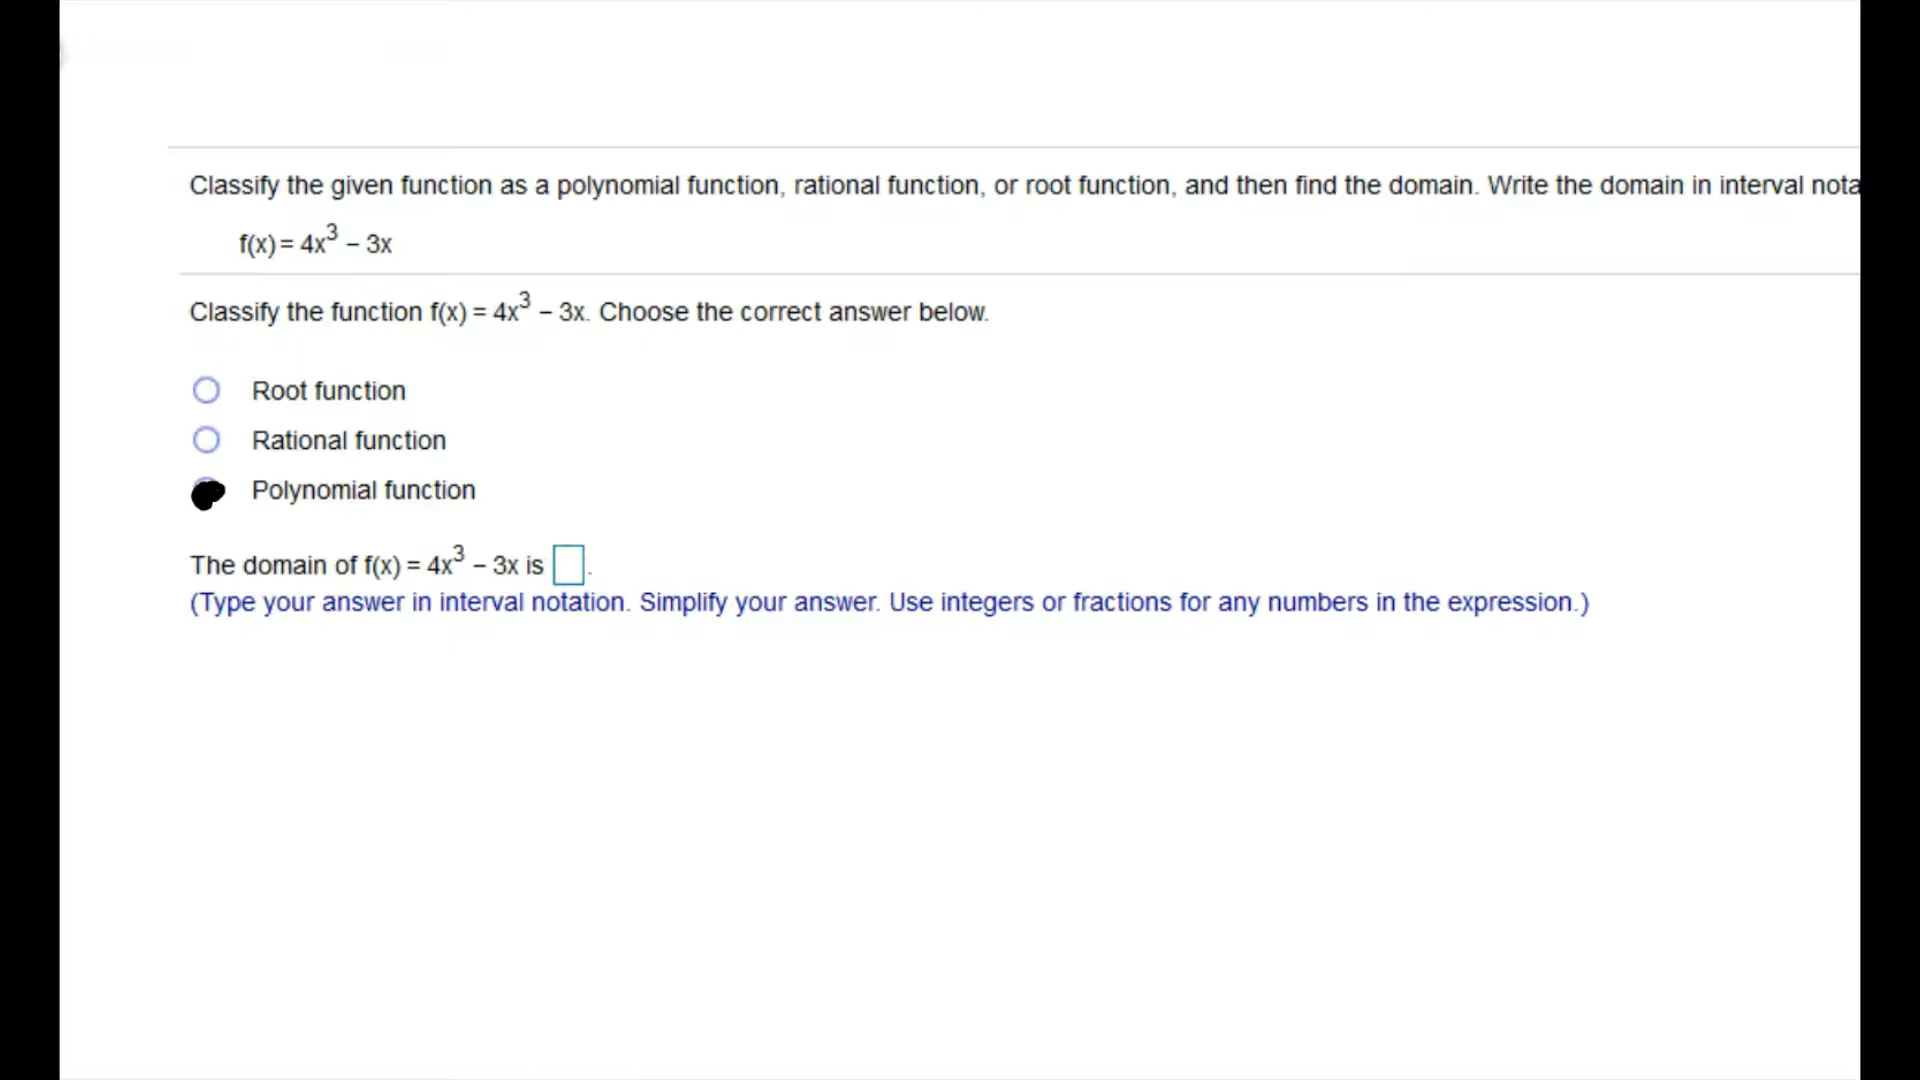 Classify the given function as a polynomial function, rational function, or root function, and then find the domain. Write the domain in interval nota
f(x) = 4x³ − 3x
Classify the function f(x) = 4x³ − 3x. Choose the correct answer below.
Root function
Rational function
Polynomial function
The domain of f(x) = 4x³ − 3x is .
(Type your answer in interval notation. Simplify your answer. Use integers or fractions for any numbers in the expression.)